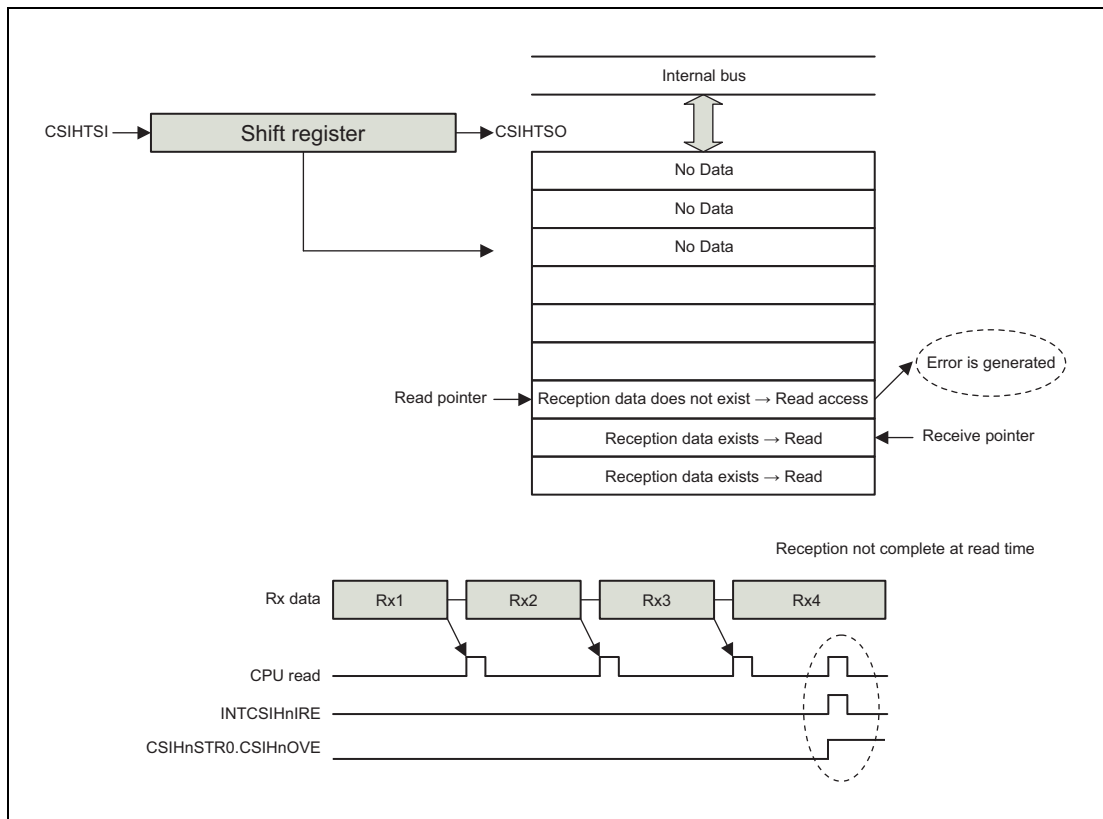 Internal bus
CSIHTSI
Shift register
CSIHTSO
No Data
No Data
No Data
Error is generated
Read pointer
Reception data does not exist → Read access
Reception data exists → Read
Receive pointer
Reception data exists → Read
Reception not complete at read time
Rx data
Rx1
Rx2
Rx3
Rx4
CPU read
INTCSIHnIRE
CSIHnSTR0.CSIHnOVE